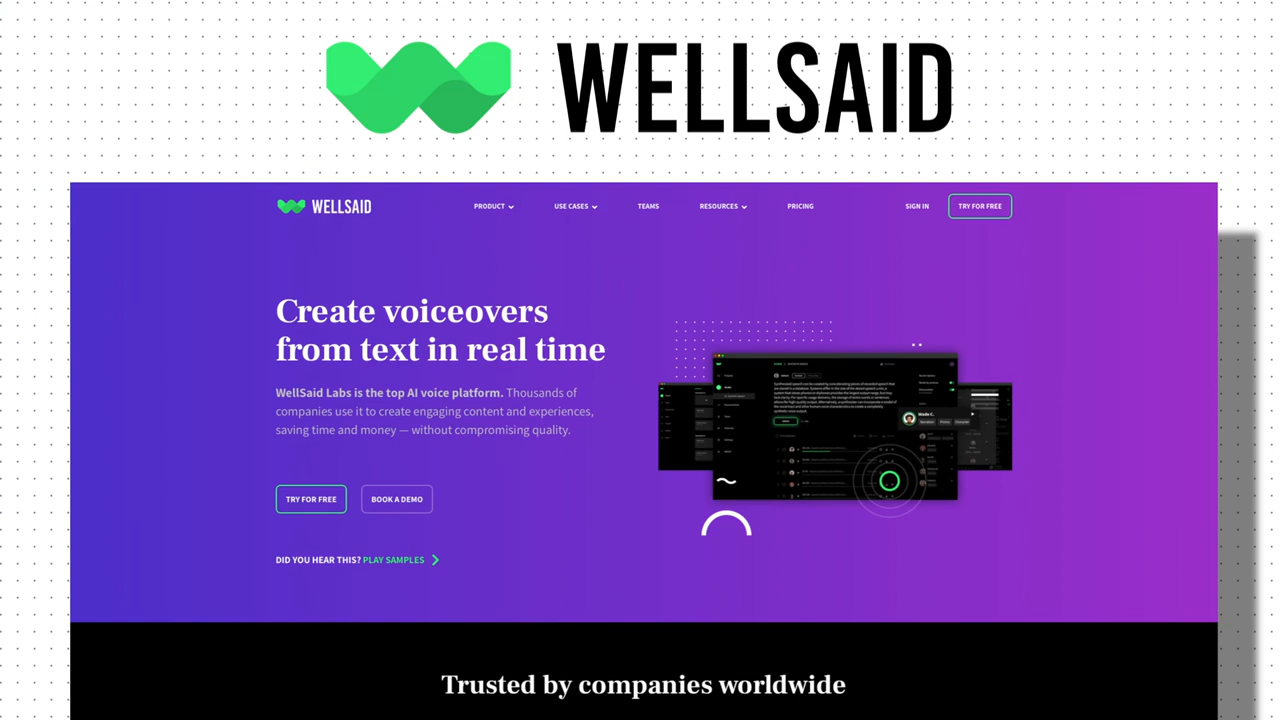 WELLSAID
WELLSAID
PRODUCT
USE CASES
TEAMS
RESOURCES
PRICING
SIGN IN
TRY FOR FREE
Create voiceovers
from text in real time
WellSaid Labs is the top AI voice platform. Thousands of
companies use it to create engaging content and experiences,
saving time and money — without compromising quality.
Wade C.
TRY FOR FREE
BOOK A DEMO
DID YOU HEAR THIS? PLAY SAMPLES
Trusted by companies worldwide